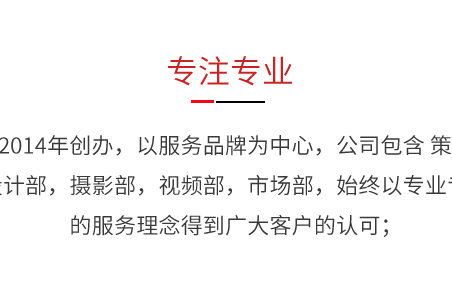 专注专业
2014年创办，以服务品牌为中心，公司包含 策
设计部，摄影部，视频部，市场部，始终以专业专
的服务理念得到广大客户的认可；